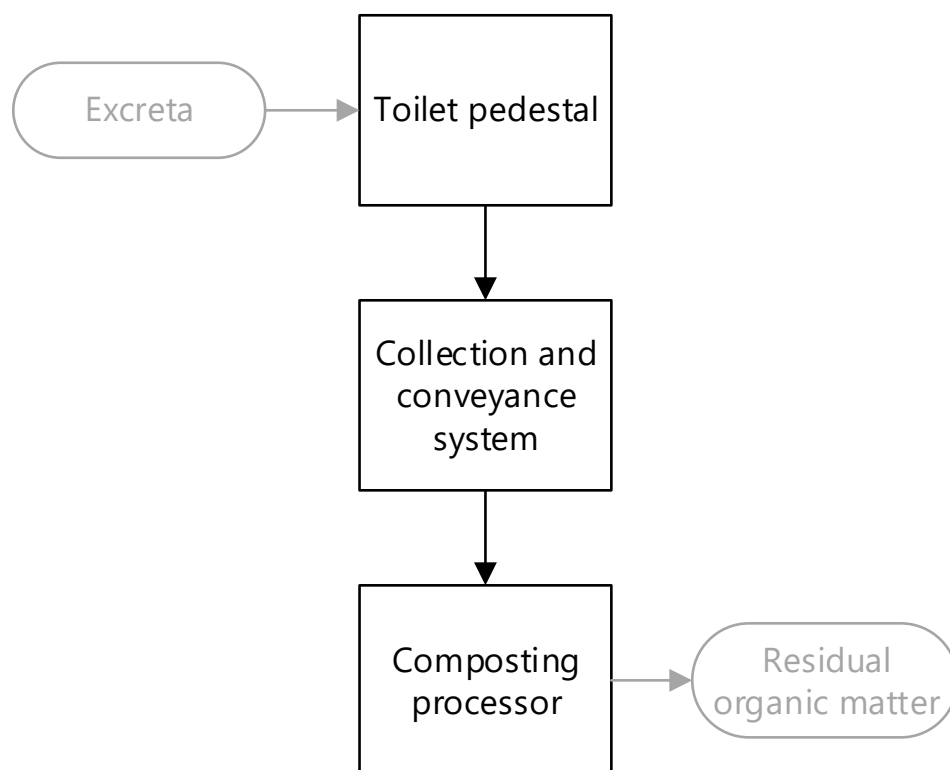 Excreta
Toilet pedestal
Collection and
conveyance
system
Composting
processor
Residual
organic matter